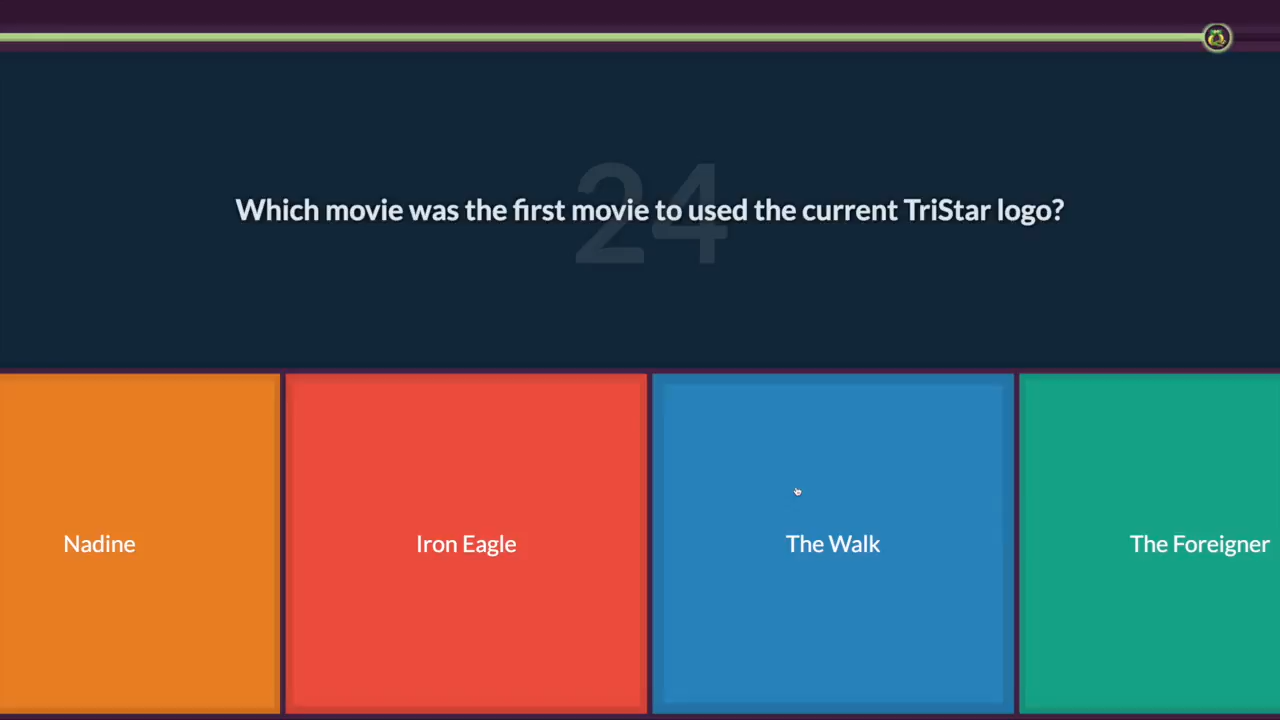 24
Which movie was the first movie to used the current TriStar logo?
Nadine
Iron Eagle
The Walk
The Foreigner